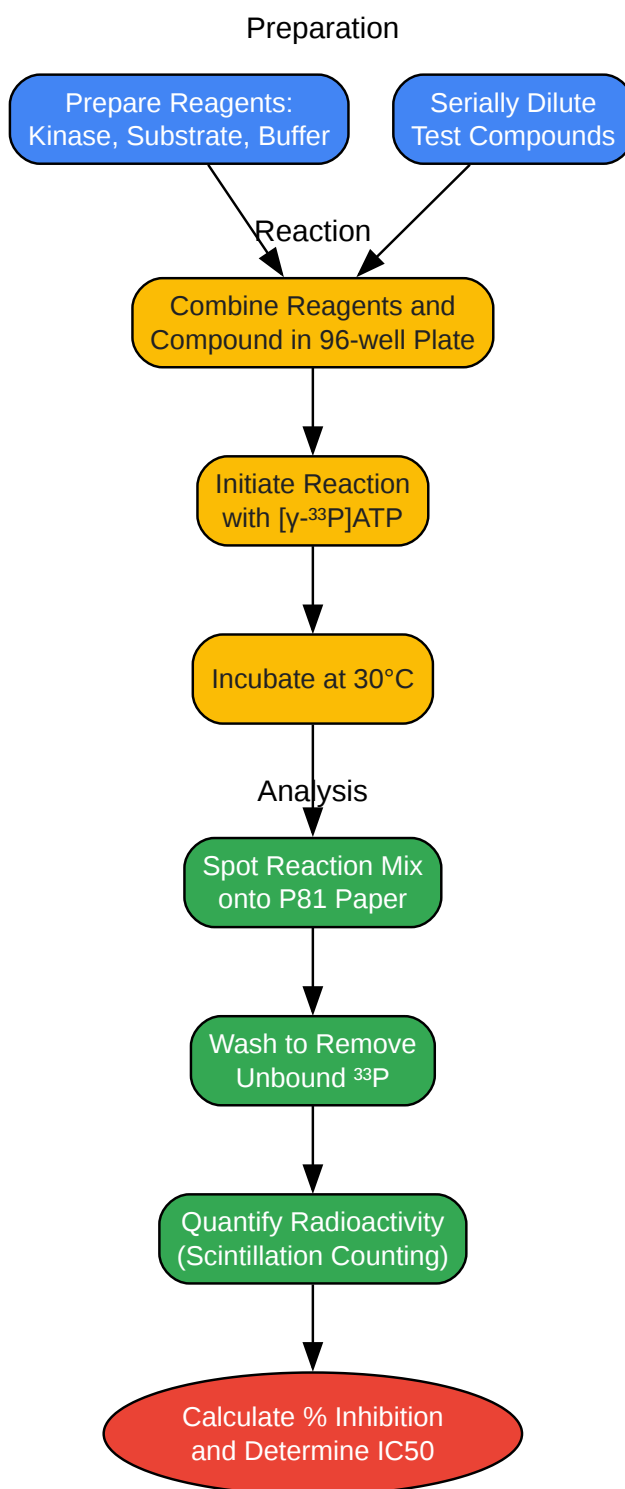 Preparation
Prepare Reagents:
Kinase, Substrate, Buffer
Serially Dilute
Test Compounds
Reaction
Combine Reagents and
Compound in 96-well Plate
Initiate Reaction
with [γ-³³P]ATP
Incubate at 30°C
Analysis
Spot Reaction Mix
onto P81 Paper
Wash to Remove
Unbound ³³P
Quantify Radioactivity
(Scintillation Counting)
Calculate % Inhibition
and Determine IC50